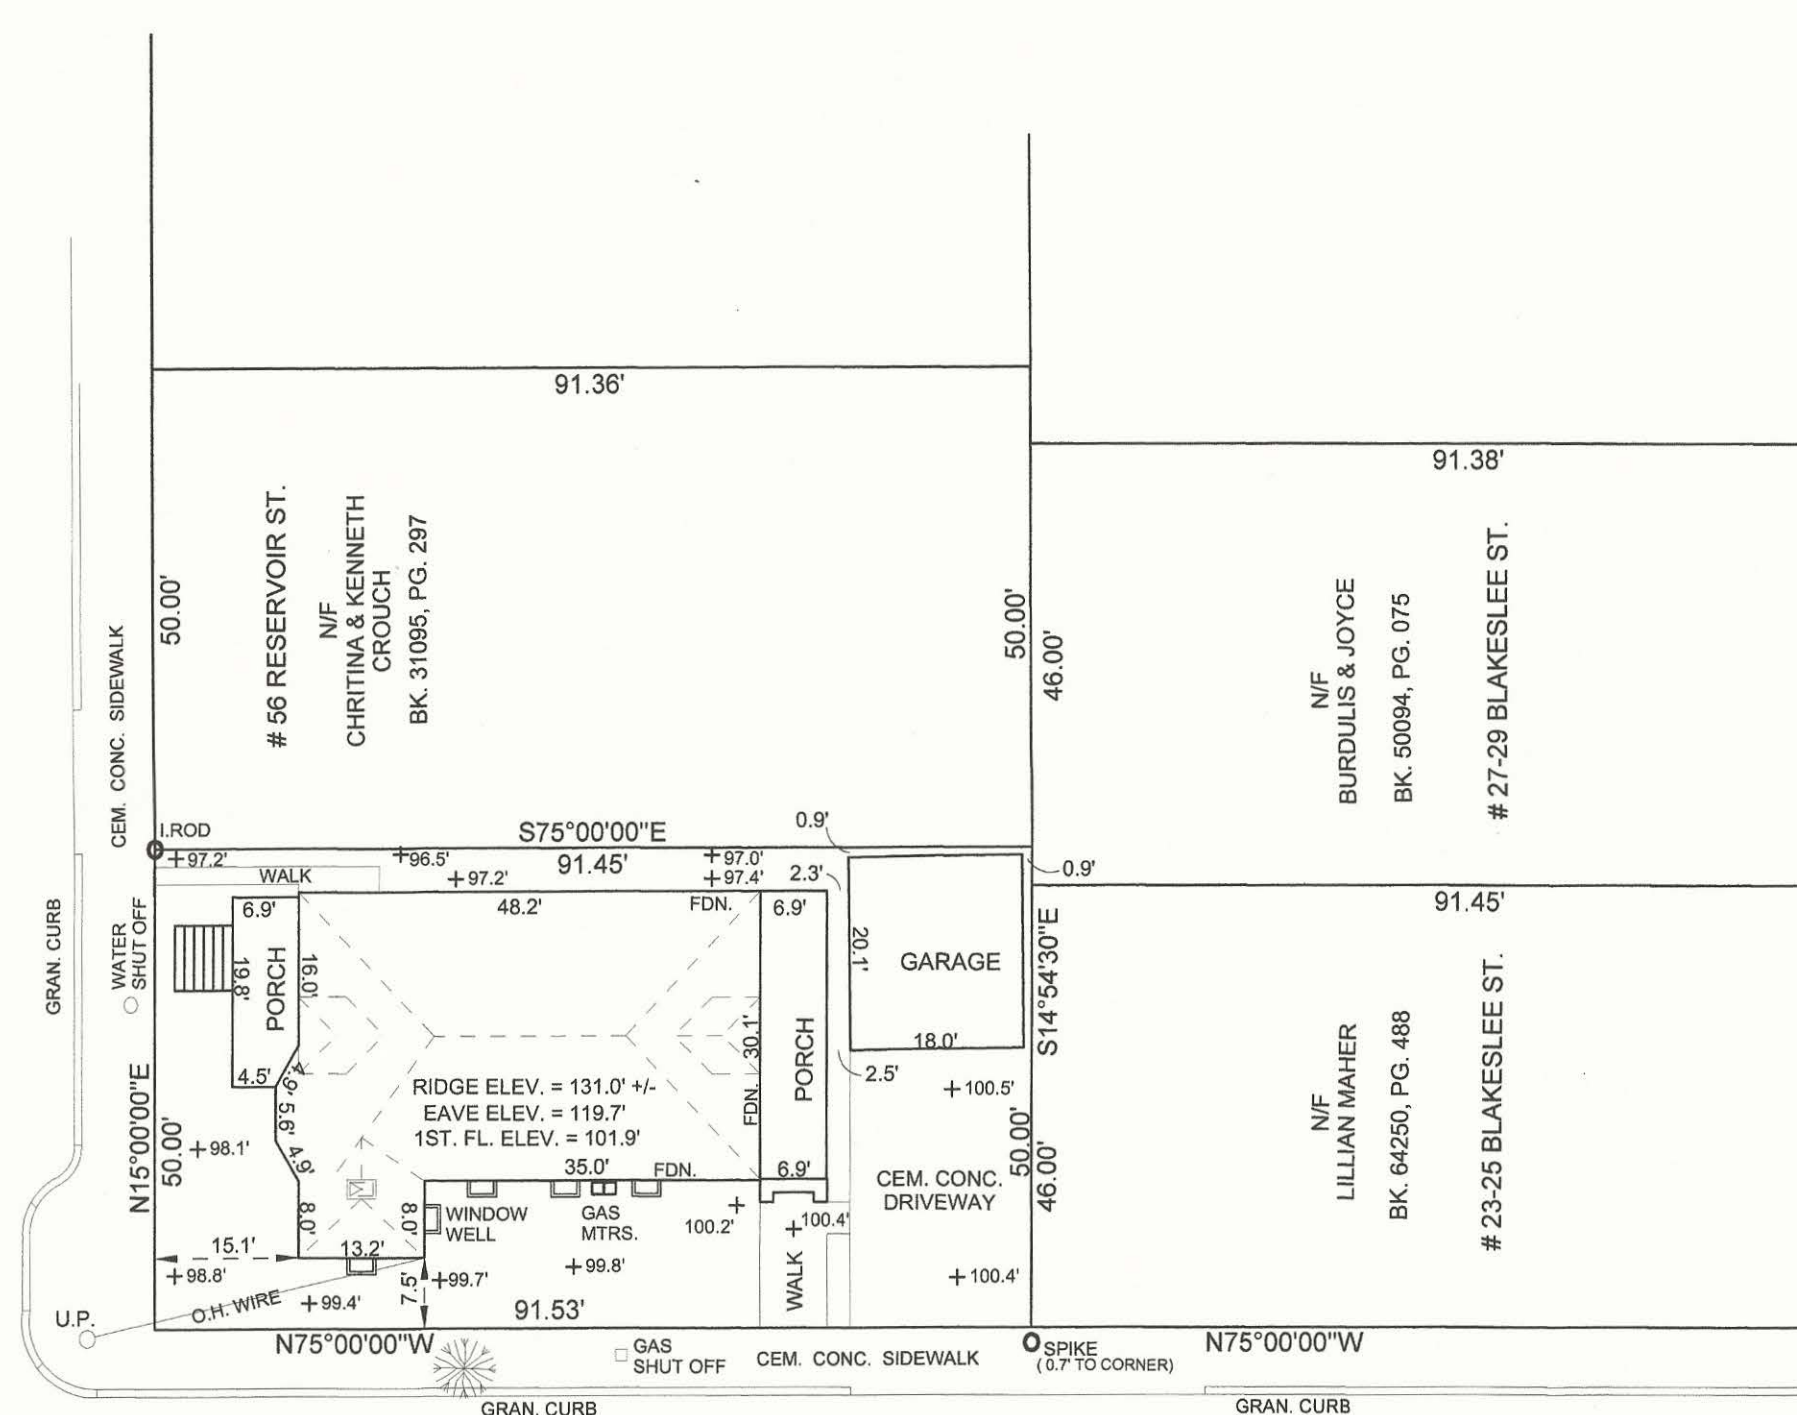 91.36'
91.38'
# 56 RESERVOIR ST.
N/F
CHRITINA & KENNETH
CROUCH
BK. 31095, PG. 297
50.00'
50.00'
46.00'
N/F
BURDULIS & JOYCE
BK. 50094, PG. 075
# 27-29 BLAKESLEE ST.
CEM. CONC. SIDEWALK
I.ROD
S75°00'00"E
0.9'
97.2'
96.5'
91.45'
97.0'
0.9'
WALK
97.2'
97.4'
2.3'
91.45'
6.9'
48.2'
FDN.
6.9'
GRAN. CURB
WATER
SHUT OFF
19.8'
PORCH
16.0'
20.1'
GARAGE
S14°54'30"E
18.0'
30.1'
FDN.
PORCH
2.5'
4.5'
4.9'
5.6'
4.9'
RIDGE ELEV. = 131.0' +/-
EAVE ELEV. = 119.7'
1ST. FL. ELEV. = 101.9'
100.5'
N15°00'00"E
50.00'
98.1'
35.0'
FDN.
6.9'
CEM. CONC.
DRIVEWAY
50.00'
46.00'
N/F
LILLIAN MAHER
BK. 64250, PG. 488
# 23-25 BLAKESLEE ST.
8.0'
8.0'
WINDOW
WELL
GAS
MTRS.
100.2'
100.4'
15.1'
13.2'
98.8'
99.7'
99.8'
100.4'
WALK
O.H. WIRE
99.4'
7.5'
91.53'
U.P.
N75°00'00"W
GAS
SHUT OFF
CEM. CONC. SIDEWALK
SPIKE
( 0.7' TO CORNER)
N75°00'00"W
GRAN. CURB
GRAN. CURB